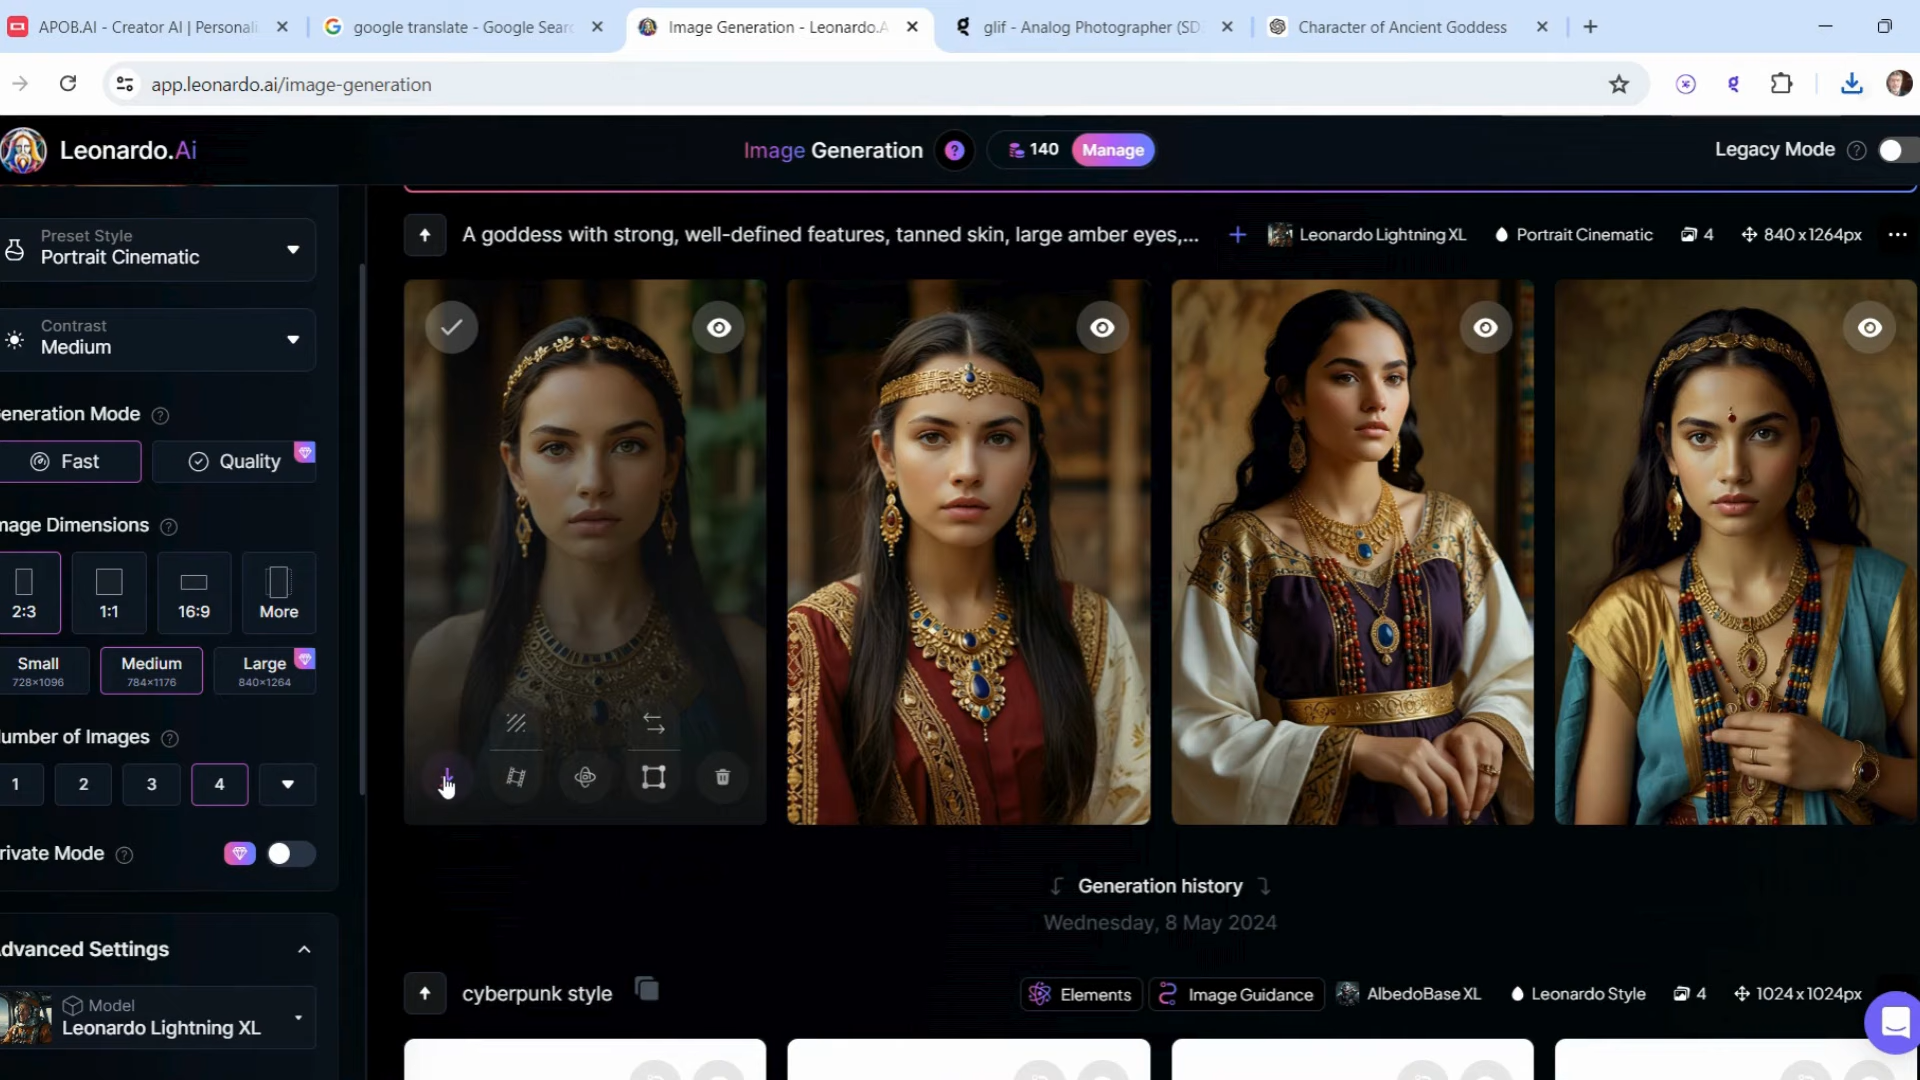 APOB.AI - Creator AI | Personali
google translate - Google Searc
Image Generation - Leonardo.A
glif - Analog Photographer (SD
Character of Ancient Goddess
app.leonardo.ai/image-generation
Leonardo.Ai
Image Generation
?
140
Manage
Legacy Mode
Preset Style
Portrait Cinematic
Contrast
Medium
eneration Mode
Fast
Quality
mage Dimensions
2:3
1:1
16:9
More
Small
728×1096
Medium
784×1176
Large
840×1264
umber of Images
1
2
3
4
rivate Mode
dvanced Settings
Model
Leonardo Lightning XL
A goddess with strong, well-defined features, tanned skin, large amber eyes,...
Leonardo Lightning XL
Portrait Cinematic
4
840 x 1264px
Generation history
Wednesday, 8 May 2024
cyberpunk style
Elements
Image Guidance
AlbedoBase XL
Leonardo Style
4
1024 x 1024px